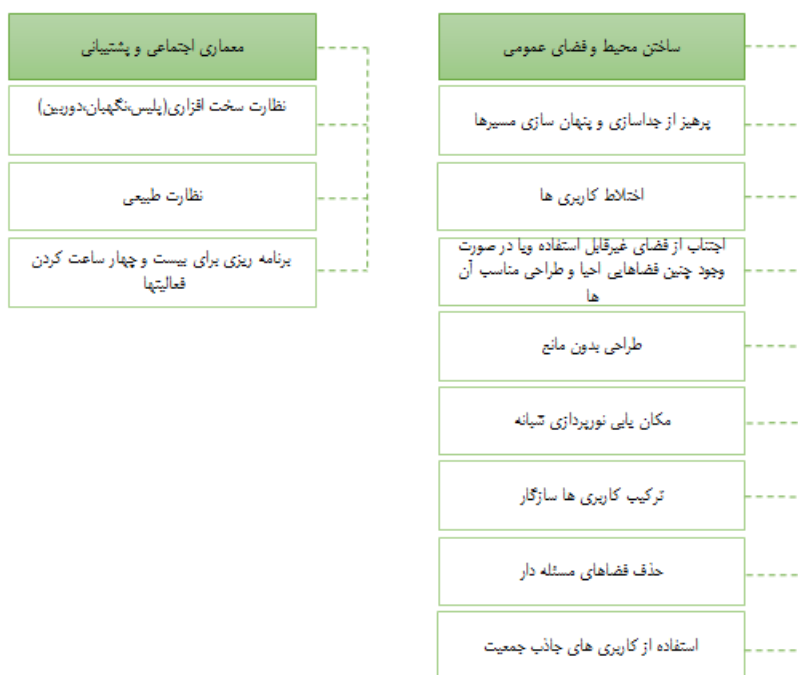 ساختن محیط و فضای عمومی
پرهیز از جداسازی و پنهان سازی مسیرها
اختلاط کاربری ها
اجتناب از فضای غیرقابل استفاده ویا در صورت
وجود چنین فضاهایی احیا و طراحی مناسب آن
ها
طراحی بدون مانع
مکان یابی نورپردازی شبانه
ترکیب کاربری ها سازگار
حذف فضاهای مسئله دار
استفاده از کاربری های جاذب جمعیت
معماری اجتماعی و پشتیبانی
نظارت سخت افزاری(پلیس،نگهبان،دوربین)
نظارت طبیعی
برنامه ریزی برای بیست و چهار ساعت کردن
فعالیتها